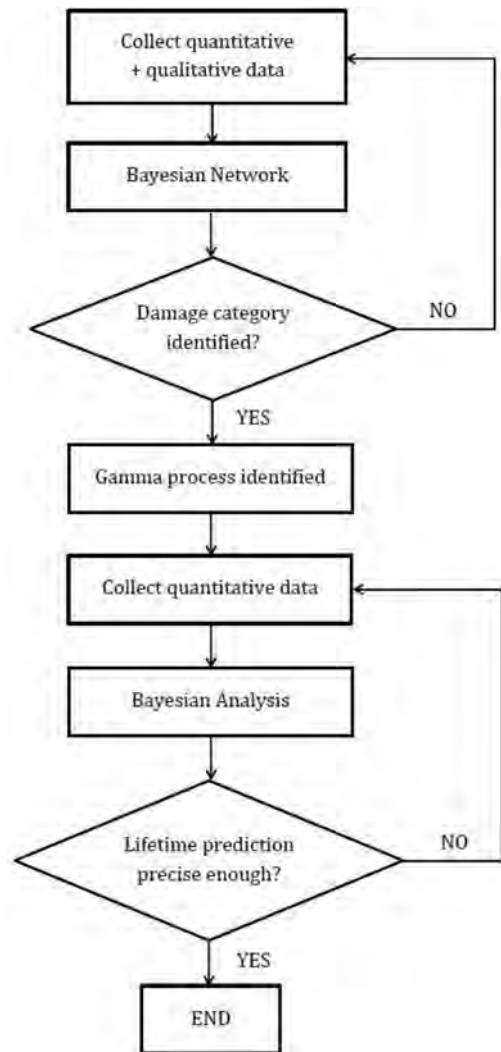 Collect quantitative
+ qualitative data
Bayesian Network
Damage category
identified?
NO
YES
Gamma process identified
Collect quantitative data
Bayesian Analysis
Lifetime prediction
precise enough?
NO
YES
END